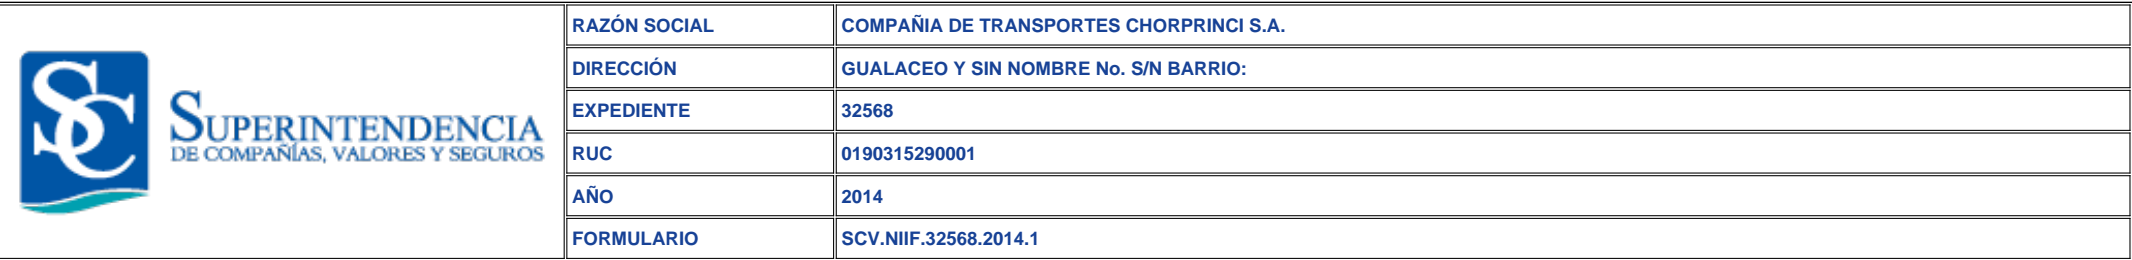 SC
SUPERINTENDENCIA
DE COMPAÑÍAS, VALORES Y SEGUROS
RAZÓN SOCIAL COMPAÑIA DE TRANSPORTES CHORPRINCI S.A.
DIRECCIÓN GUALACEO Y SIN NOMBRE No. S/N BARRIO:
EXPEDIENTE 32568
RUC 0190315290001
AÑO 2014
FORMULARIO SCV.NIIF.32568.2014.1